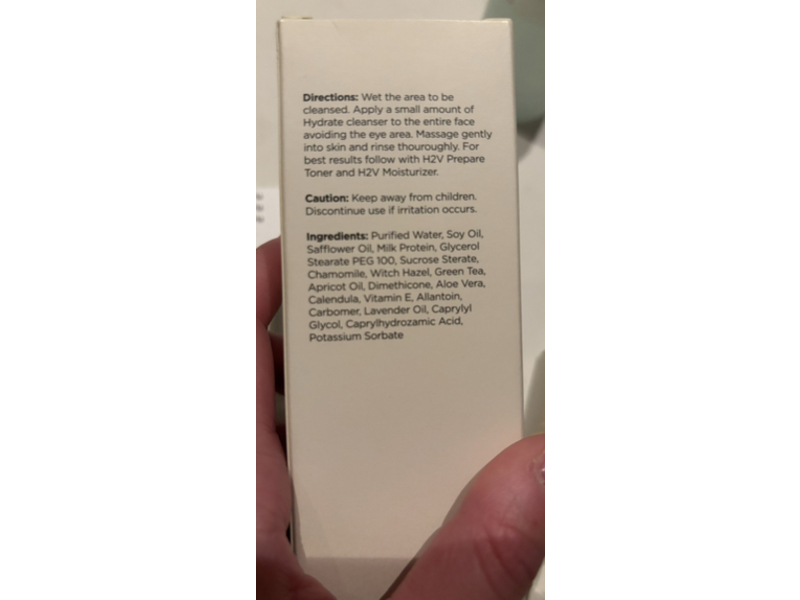 Directions: Wet the area to be
cleansed. Apply a small amount of
Hydrate cleanser to the entire face
avoiding the eye area. Massage gently
into skin and rinse thouroughly. For
best results follow with H2V Prepare
Toner and H2V Moisturizer.
Caution: Keep away from children.
Discontinue use if irritation occurs.
Ingredients: Purified Water, Soy Oil,
Safflower Oil, Milk Protein, Glycerol
Stearate PEG 100, Sucrose Sterate,
Chamomile, Witch Hazel, Green Tea,
Apricot Oil, Dimethicone, Aloe Vera,
Calendula, Vitamin E, Allantoin,
Carbomer, Lavender Oil, Caprylyl
Glycol, Caprylhydrozamic Acid,
Potassium Sorbate